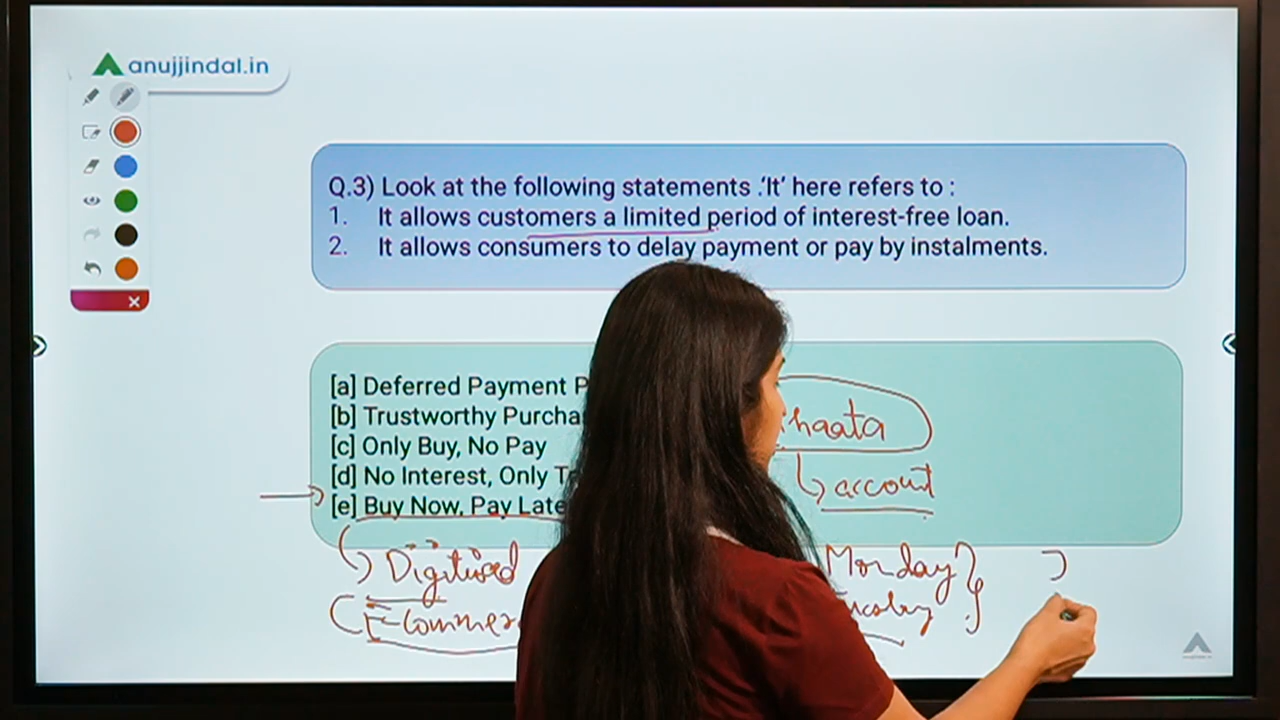 anujjindal.in
Q.3) Look at the following statements .'It' here refers to :
1. It allows customers a limited period of interest-free loan.
2. It allows consumers to delay payment or pay by instalments.
[a] Deferred Payment P
[b] Trustworthy Purcha
[c] Only Buy, No Pay
[d] No Interest, Only T
[e] Buy Now, Pay Late
haata
account
Digitised
E-Commer
Monday